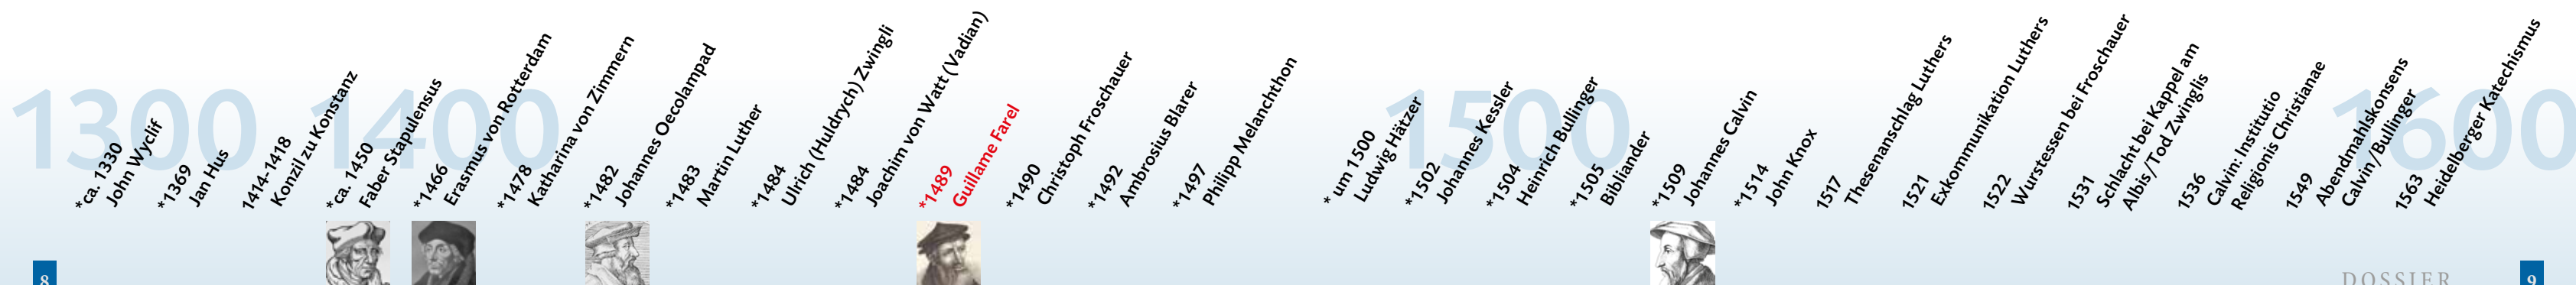 1300
1400
1500
1600
*ca. 1330
John Wyclif
*1369
Jan Hus
1414-1418
Konzil zu Konstanz
*ca. 1450
Faber Stapulensus
*1466
Erasmus von Rotterdam
*1478
Katharina von Zimmern
*1482
Johannes Oecolampad
*1483
Martin Luther
*1484
Ulrich (Huldrych) Zwingli
*1484
Joachim von Watt (Vadian)
*1489
Guillame Farel
*1490
Christoph Froschauer
*1492
Ambrosius Blarer
*1497
Philipp Melanchthon
* um 1500
Ludwig Hätzer
*1502
Johannes Kessler
*1504
Heinrich Bullinger
*1505
Bibliander
*1509
Johannes Calvin
*1514
John Knox
1517
Thesenanschlag Luthers
1521
Exkommunikation Luthers
1522
Wurstessen bei Froschauer
1531
Schlacht bei Kappel am
Albis/Tod Zwinglis
1536
Calvin: Institutio
Religionis Christianae
1549
Abendmahlskonsens
Calvin/Bullinger
1563
Heidelberger Katechismus
8
DOSSIER
9